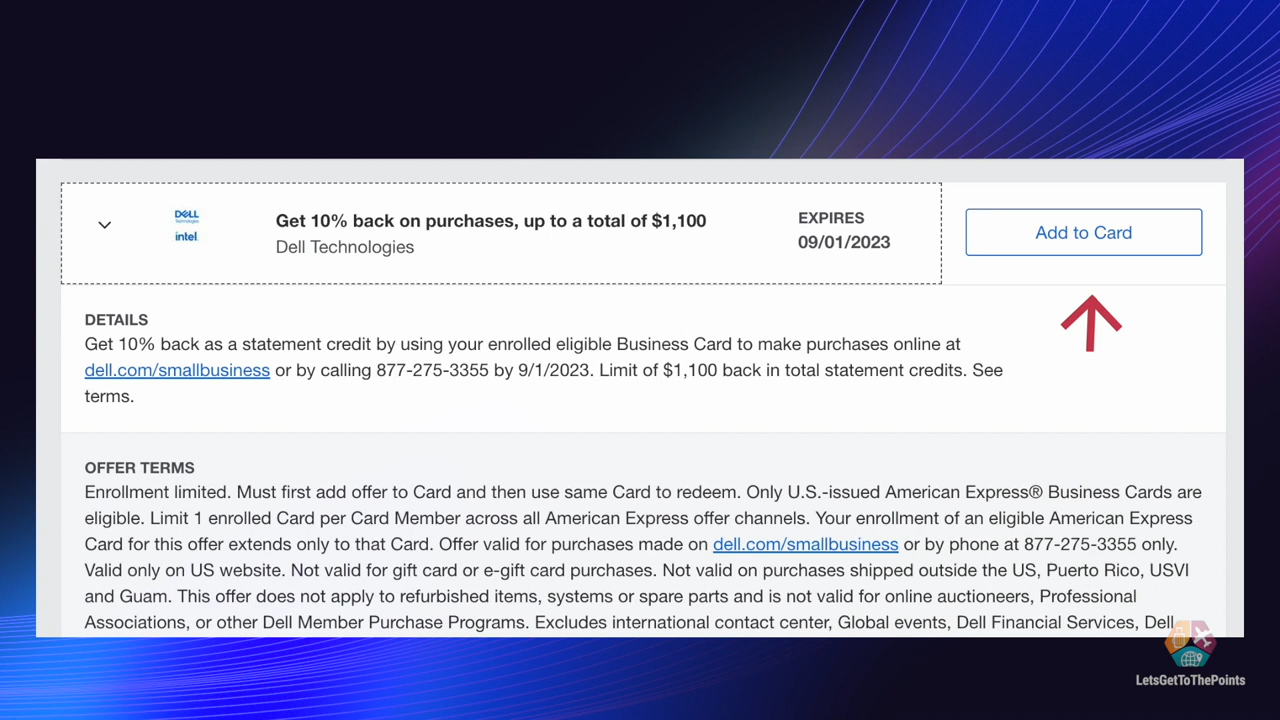 DELL
Technologies
intel
Get 10% back on purchases, up to a total of $1,100
Dell Technologies
EXPIRES
09/01/2023
Add to Card
DETAILS
Get 10% back as a statement credit by using your enrolled eligible Business Card to make purchases online at
dell.com/smallbusiness or by calling 877-275-3355 by 9/1/2023. Limit of $1,100 back in total statement credits. See
terms.
OFFER TERMS
Enrollment limited. Must first add offer to Card and then use same Card to redeem. Only U.S.-issued American Express® Business Cards are
eligible. Limit 1 enrolled Card per Card Member across all American Express offer channels. Your enrollment of an eligible American Express
Card for this offer extends only to that Card. Offer valid for purchases made on dell.com/smallbusiness or by phone at 877-275-3355 only.
Valid only on US website. Not valid for gift card or e-gift card purchases. Not valid on purchases shipped outside the US, Puerto Rico, USVI
and Guam. This offer does not apply to refurbished items, systems or spare parts and is not valid for online auctioneers, Professional
Associations, or other Dell Member Purchase Programs. Excludes international contact center, Global events, Dell Financial Services, Dell
LetsGetToThePoints